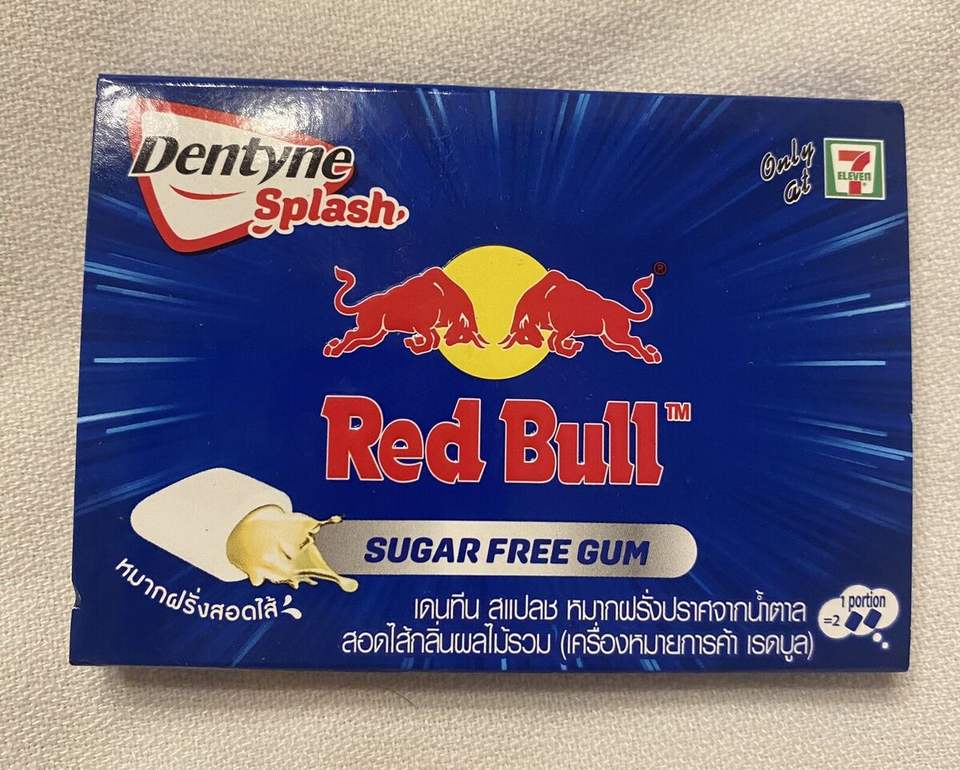 Dentyne
Splash
Only
at
7
ELEVEN
®
Red Bull™
SUGAR FREE GUM
หมากฝรั่งสอดไส้
เดนทีน สแปลช หมากฝรั่งปราศจากน้ำตาล
สอดไส้กลิ่นผลไม้รวม (เครื่องหมายการค้า เรดบูล)
1 portion
=2